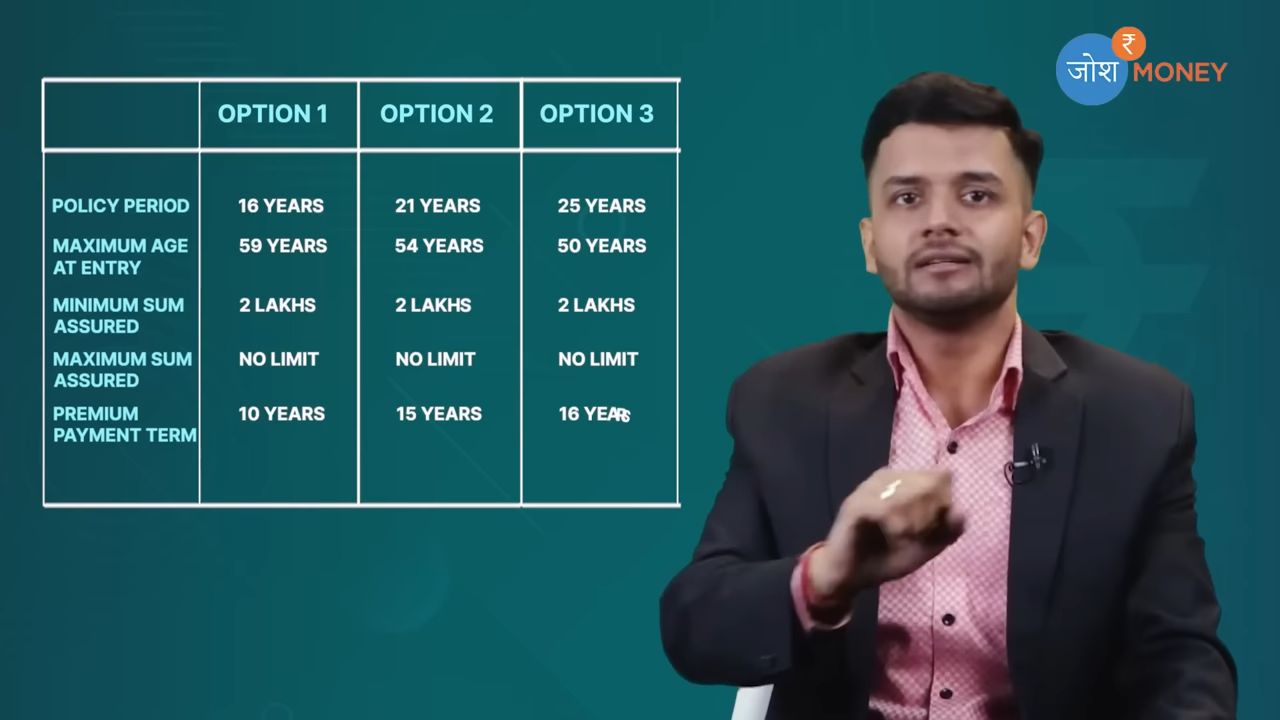 जोश ₹ MONEY
OPTION 1 OPTION 2 OPTION 3
POLICY PERIOD 16 YEARS 21 YEARS 25 YEARS
MAXIMUM AGE
AT ENTRY 59 YEARS 54 YEARS 50 YEARS
MINIMUM SUM
ASSURED 2 LAKHS 2 LAKHS 2 LAKHS
MAXIMUM SUM
ASSURED NO LIMIT NO LIMIT NO LIMIT
PREMIUM
PAYMENT TERM 10 YEARS 15 YEARS 16 YEARS